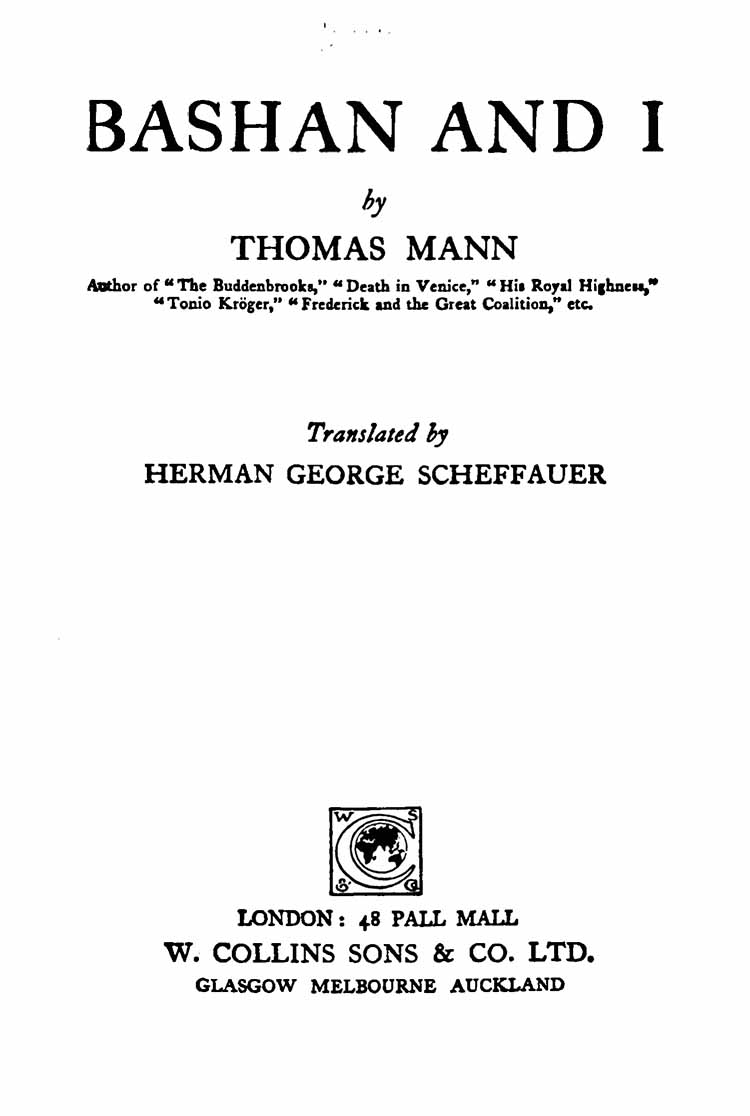 BASHAN AND I
by
THOMAS MANN
Author of “The Buddenbrooks,” “Death in Venice,” “His Royal Highness,”
“Tonio Kröger,” “Frederick and the Great Coalition,” etc.
Translated by
HERMAN GEORGE SCHEFFAUER
W S
C
S. Co
LONDON: 48 PALL MALL
W. COLLINS SONS & CO. LTD.
GLASGOW MELBOURNE AUCKLAND